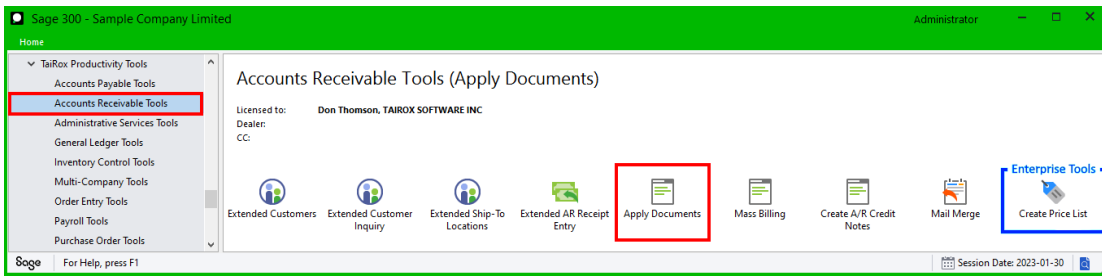 Sage 300 - Sample Company Limited
Administrator
Home
TaiRox Productivity Tools
Accounts Payable Tools
Accounts Receivable Tools
Administrative Services Tools
General Ledger Tools
Inventory Control Tools
Multi-Company Tools
Order Entry Tools
Payroll Tools
Purchase Order Tools
Accounts Receivable Tools (Apply Documents)
Licensed to: Don Thomson, TAIROX SOFTWARE INC
Dealer:
CC:
Enterprise Tools
Extended Customers
Extended Customer
Inquiry
Extended Ship-To
Locations
Extended AR Receipt
Entry
Apply Documents
Mass Billing
Create A/R Credit
Notes
Mail Merge
Create Price List
Sage
For Help, press F1
Session Date: 2023-01-30